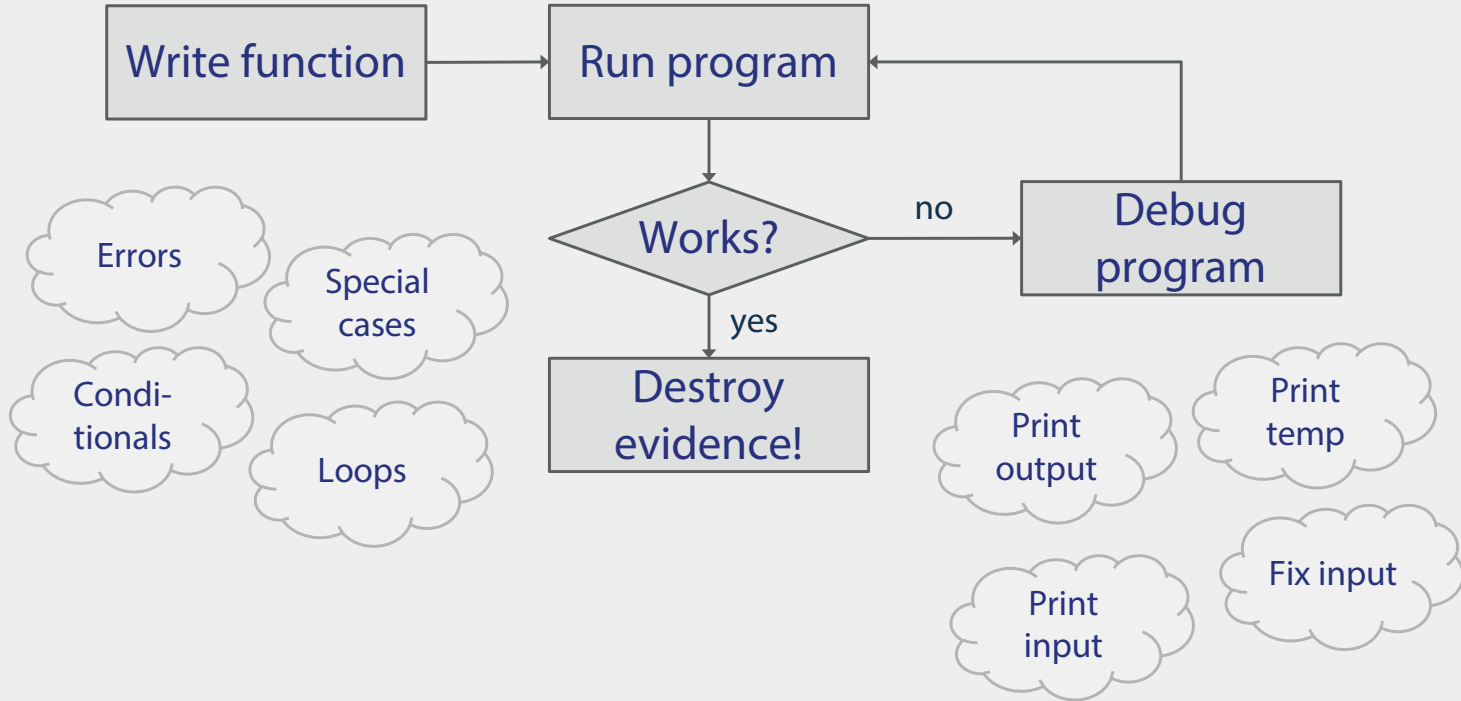 Write function
Run program
no
Debug
program
Works?
yes
Destroy
evidence!
Errors
Special
cases
Condi-
tionals
Loops
Print
output
Print
temp
Fix input
Print
input